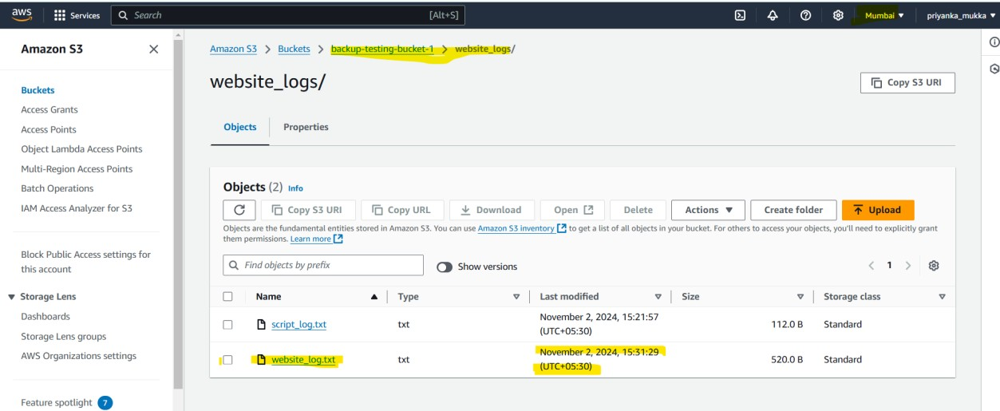 aws Services Search [Alt+S] Mumbai ▼ priyanka_mukka ▼
Amazon S3
Buckets
Access Grants
Access Points
Object Lambda Access Points
Multi-Region Access Points
Batch Operations
IAM Access Analyzer for S3
Block Public Access settings for
this account
▼ Storage Lens
Dashboards
Storage Lens groups
AWS Organizations settings
Feature spotlight 7
Amazon S3 > Buckets > backup-testing-bucket-1 > website_logs/
website_logs/
Copy S3 URI
Objects Properties
Objects (2) Info
Copy S3 URI Copy URL Download Open Delete Actions ▼ Create folder Upload
Objects are the fundamental entities stored in Amazon S3. You can use Amazon S3 inventory to get a list of all objects in your bucket. For others to access your objects, you'll need to explicitly grant
them permissions. Learn more
Find objects by prefix Show versions < 1 >
Name ▲ Type ▽ Last modified ▽ Size ▽ Storage class ▽
script_log.txt txt November 2, 2024, 15:21:57 112.0 B Standard
(UTC+05:30)
website_log.txt txt November 2, 2024, 15:31:29 520.0 B Standard
(UTC+05:30)